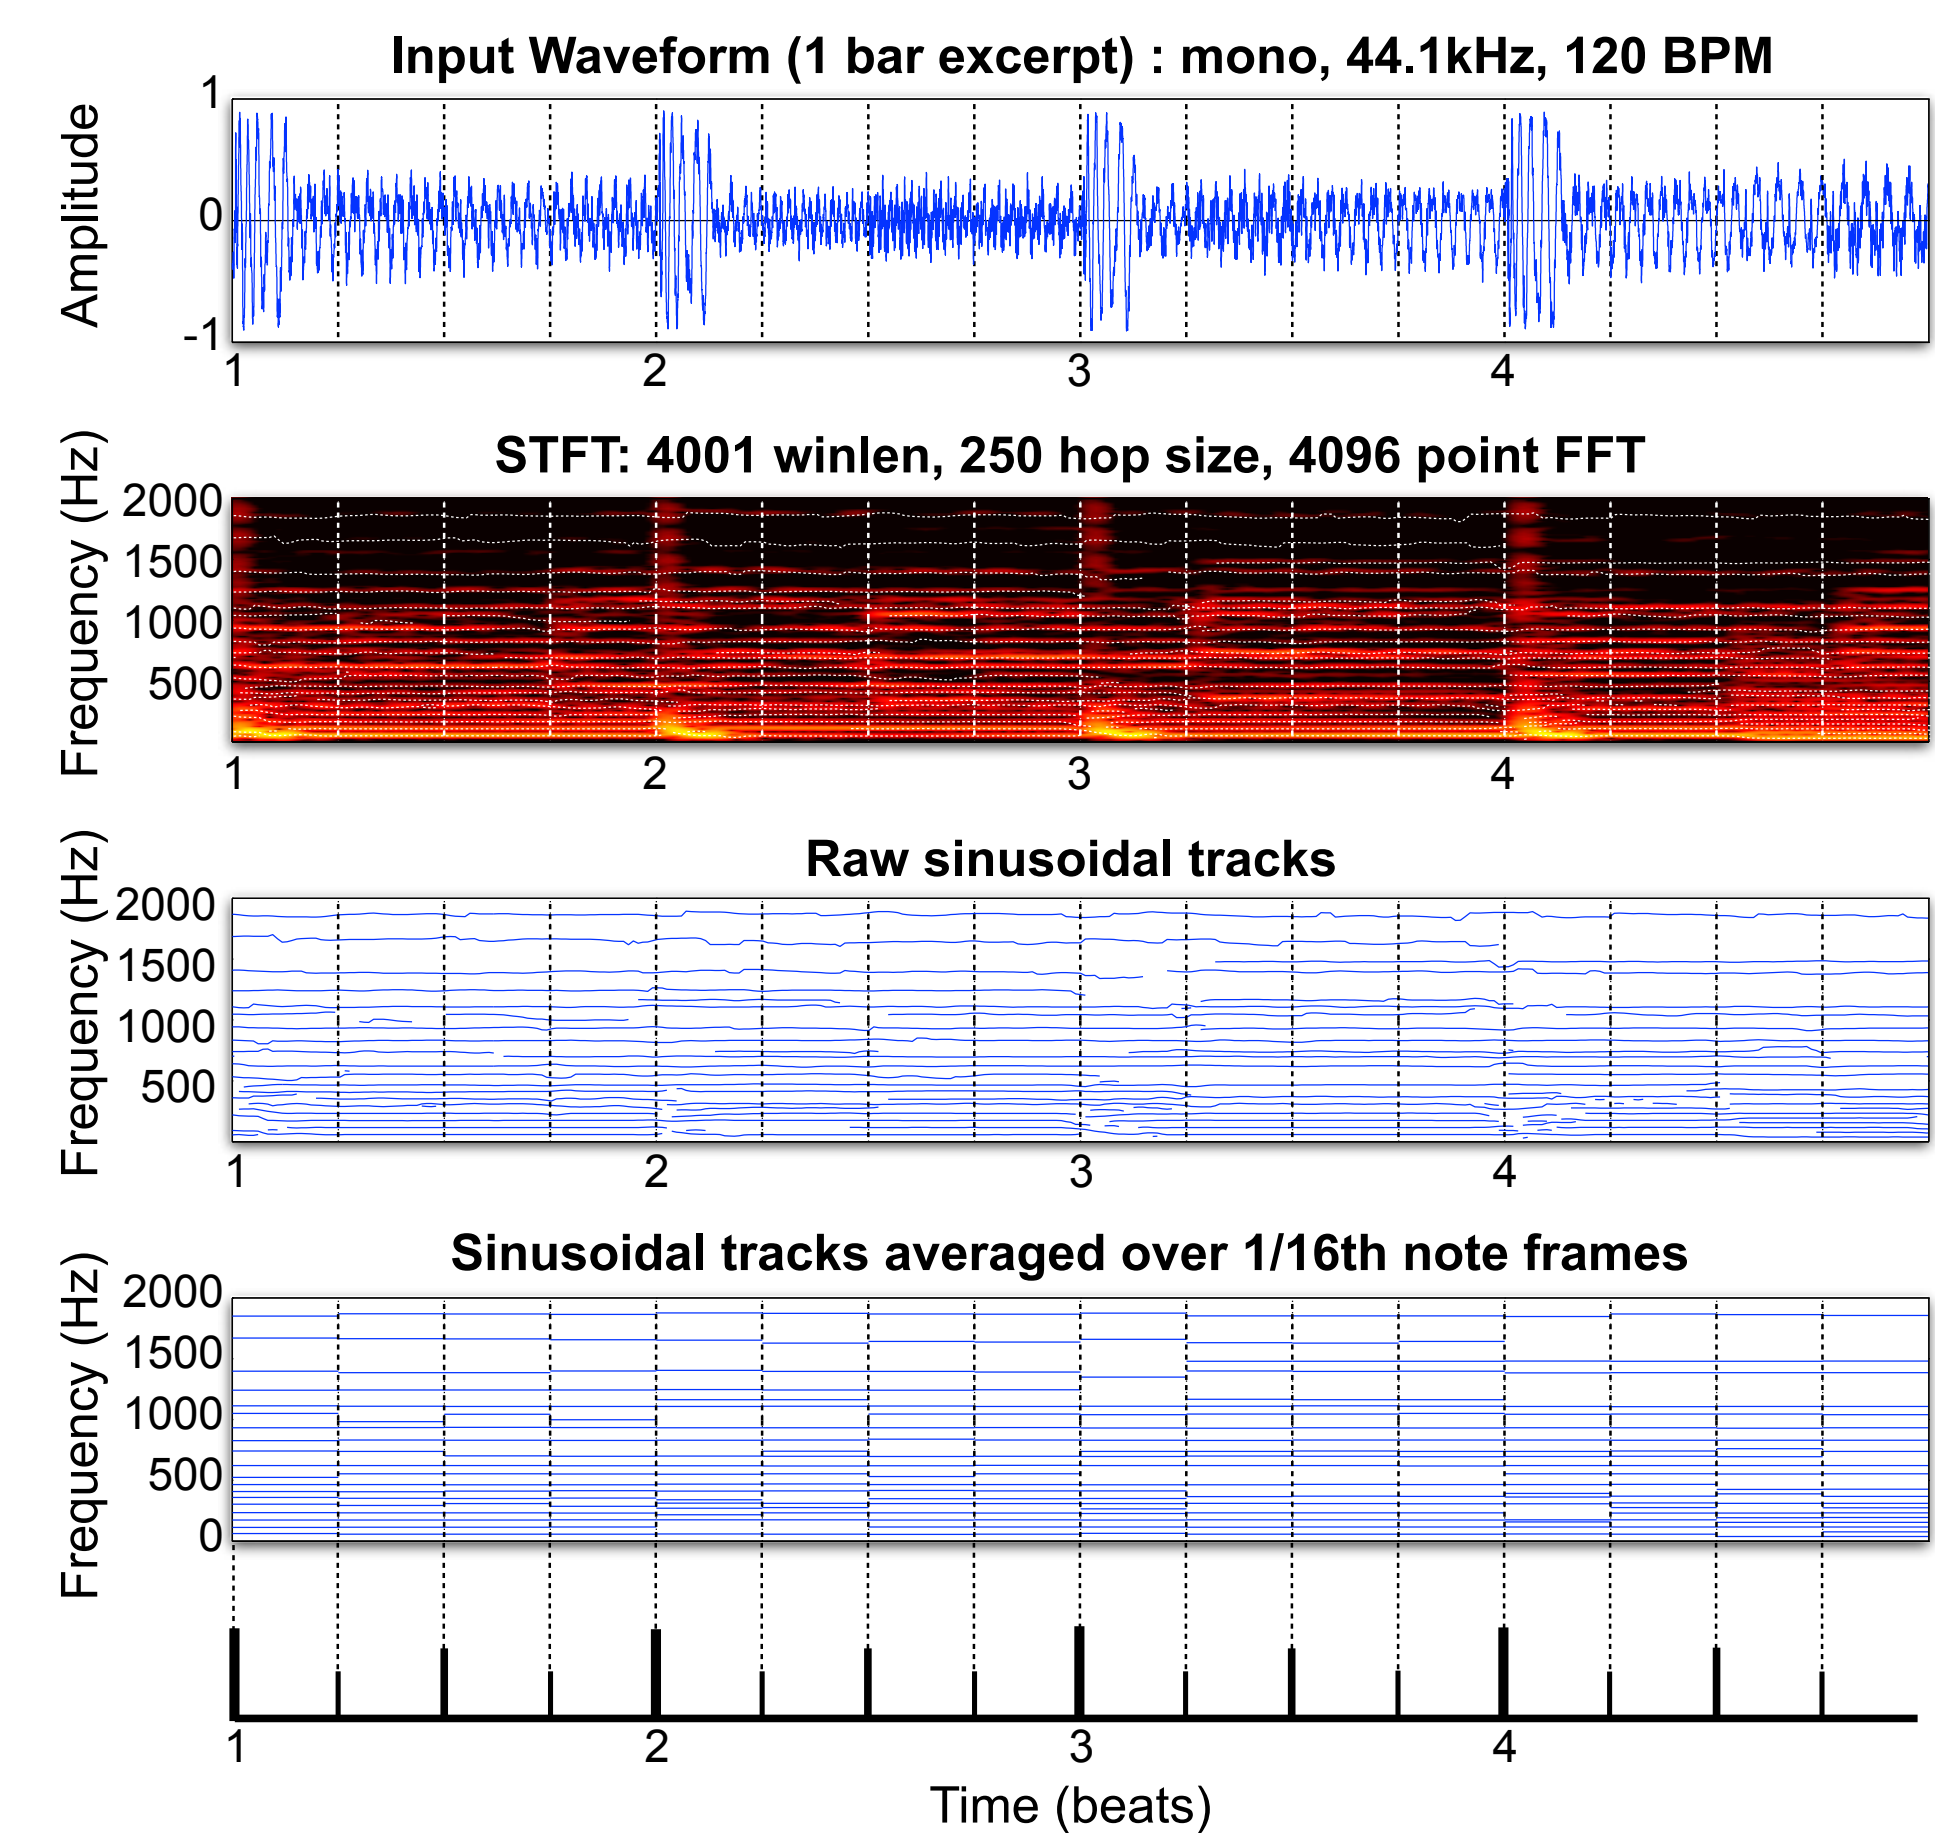 Input Waveform (1 bar excerpt) : mono, 44.1kHz, 120 BPM
Amplitude
1
0
-1
1 2 3 4
STFT: 4001 winlen, 250 hop size, 4096 point FFT
Frequency (Hz)
2000
1500
1000
500
1 2 3 4
Raw sinusoidal tracks
Frequency (Hz)
2000
1500
1000
500
1 2 3 4
Sinusoidal tracks averaged over 1/16th note frames
Frequency (Hz)
2000
1500
1000
500
0
1 2 3 4
Time (beats)